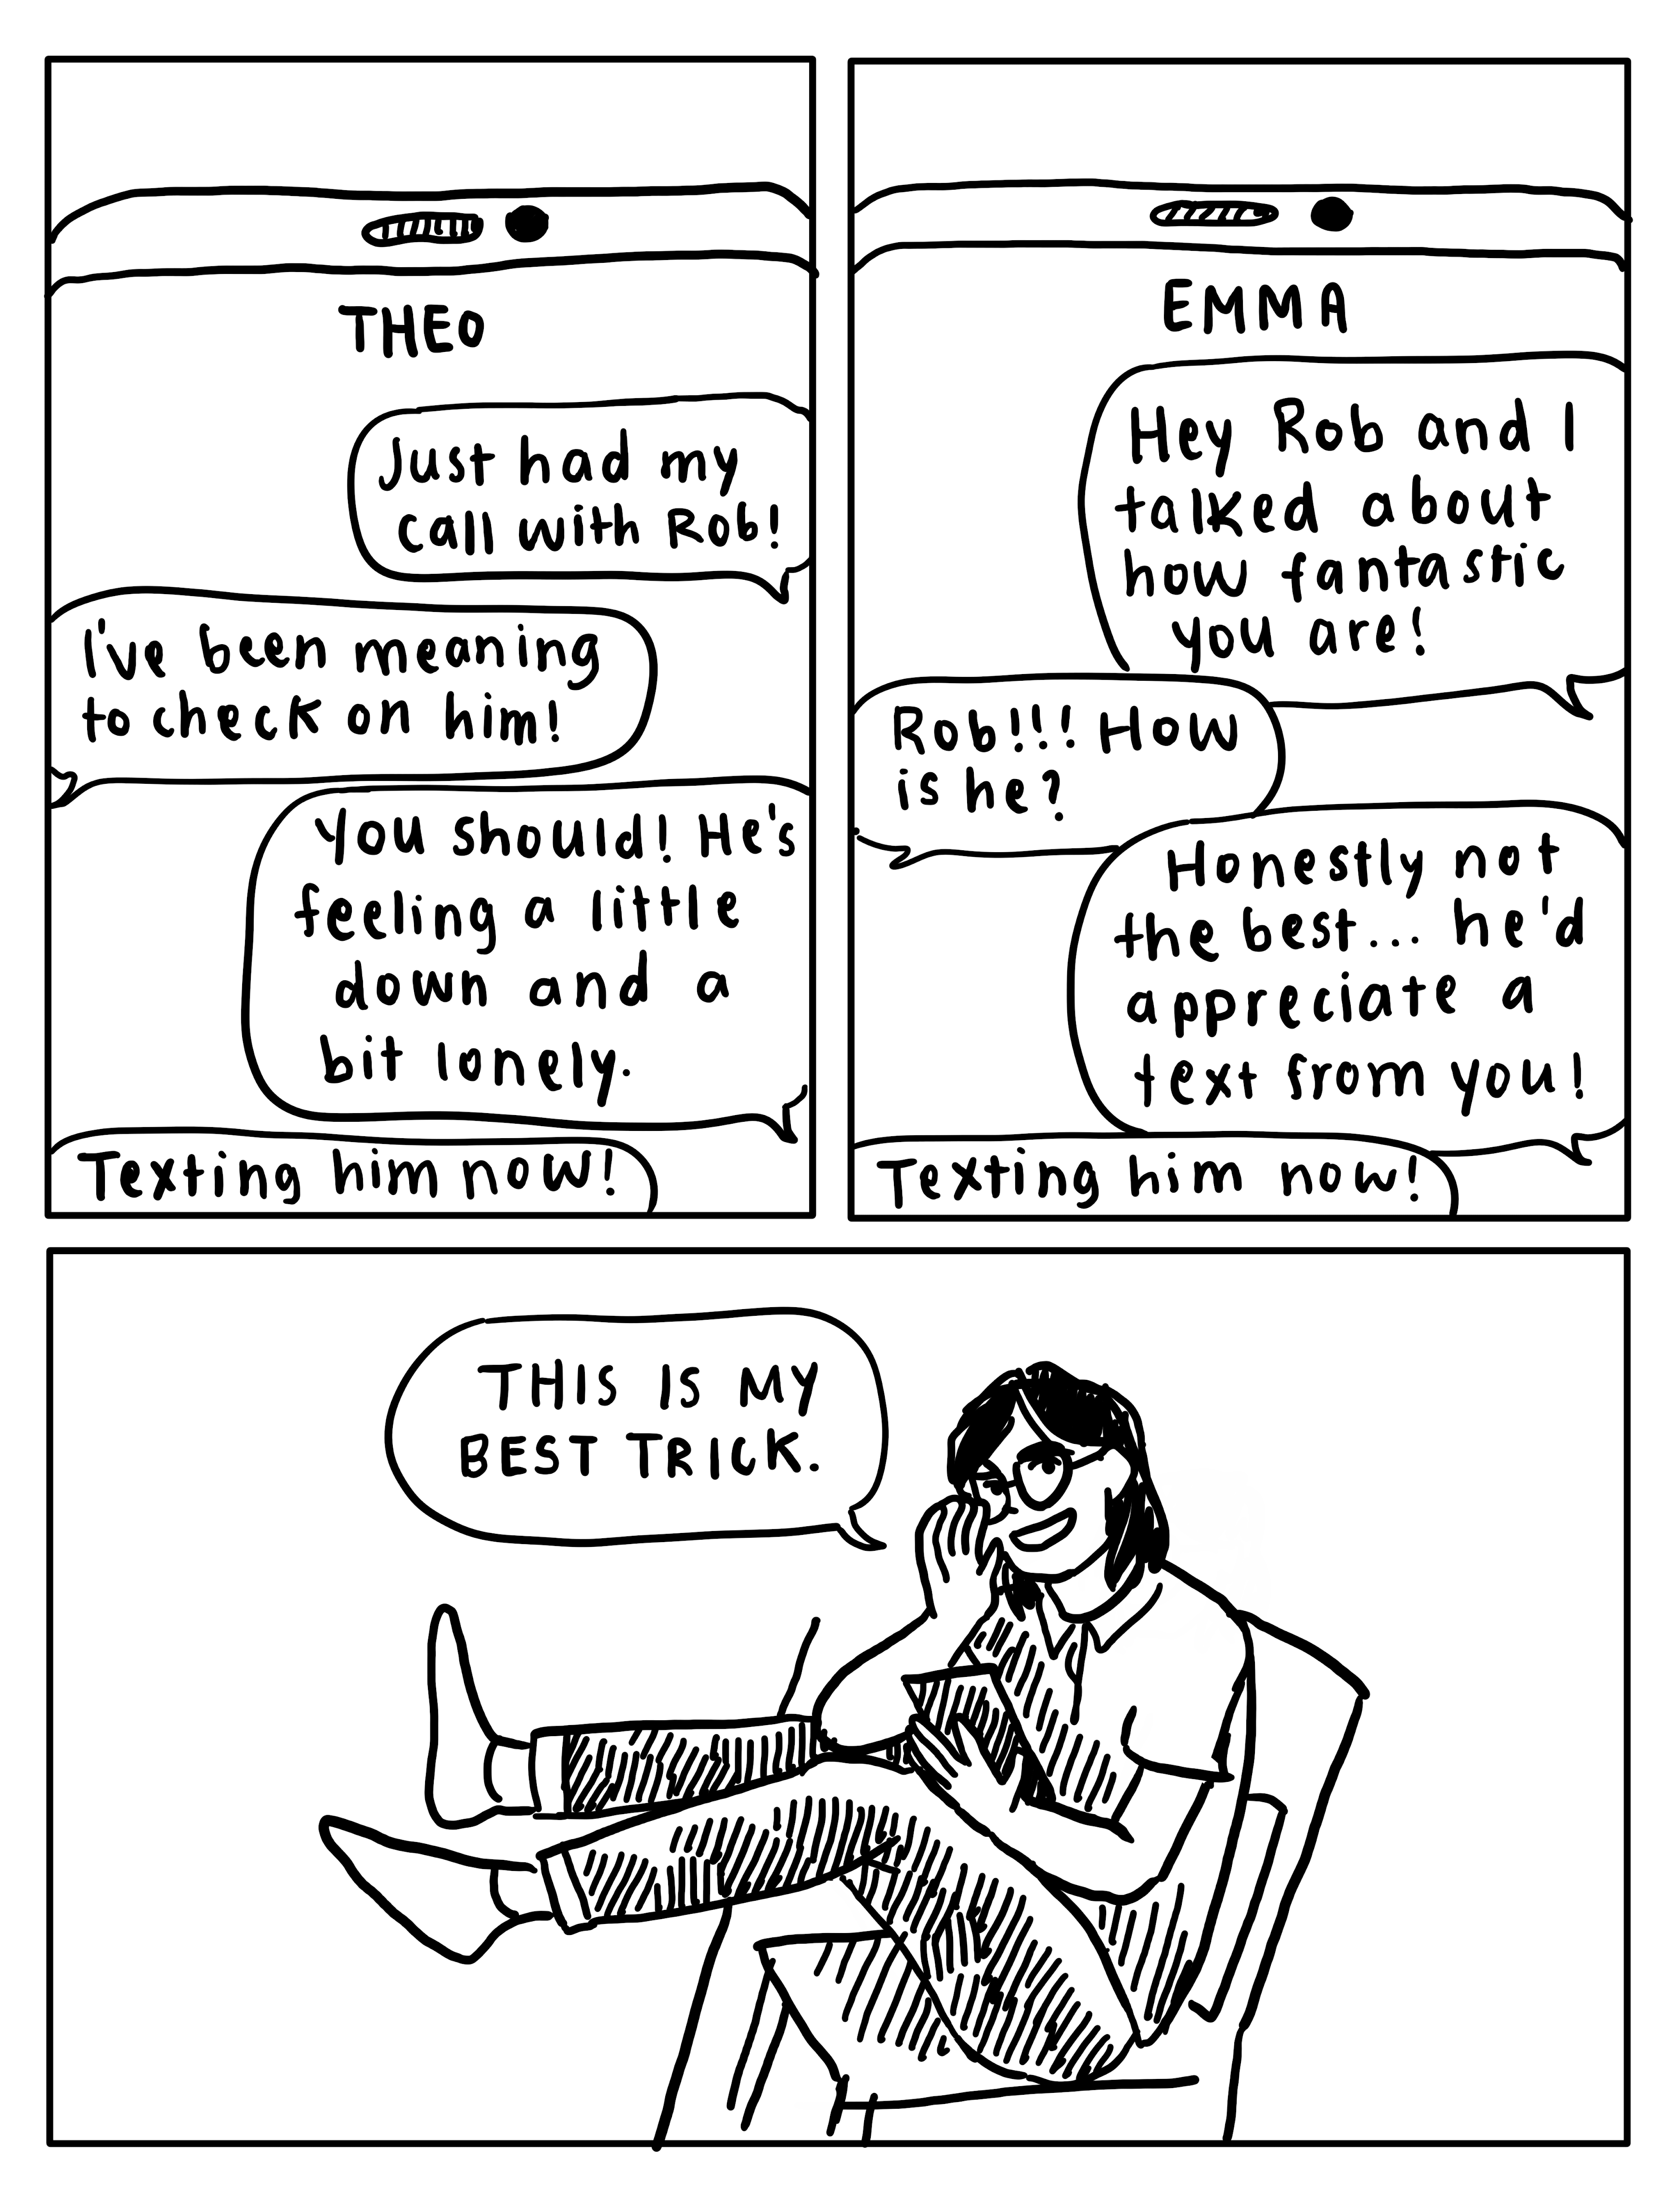 THEO
Just had my
call with Rob!
I've been meaning
to check on him!
You should! He's
feeling a little
down and a
bit lonely.
Texting him now!
EMMA
Hey Rob and I
talked about
how fantastic
you are!
Rob!!! How
is he?
Honestly not
the best... he'd
appreciate a
text from you!
Texting him now!
THIS IS MY
BEST TRICK.